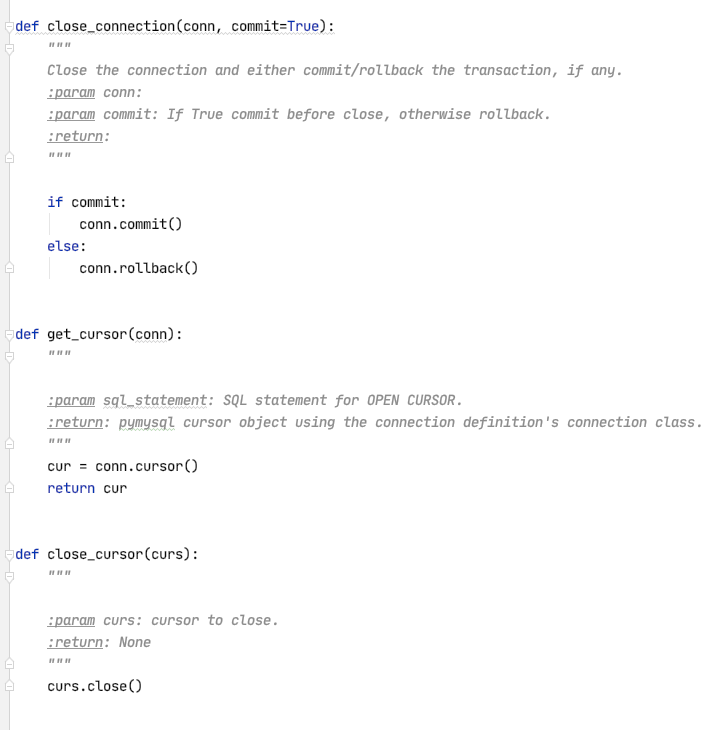 def close_connection(conn, commit=True):
    """
    Close the connection and either commit/rollback the transaction, if any.
    :param conn:
    :param commit: If True commit before close, otherwise rollback.
    :return:
    """

    if commit:
        conn.commit()
    else:
        conn.rollback()


def get_cursor(conn):
    """

    :param sql_statement: SQL statement for OPEN CURSOR.
    :return: pymysql cursor object using the connection definition's connection class.
    """
    cur = conn.cursor()
    return cur


def close_cursor(curs):
    """

    :param curs: cursor to close.
    :return: None
    """
    curs.close()